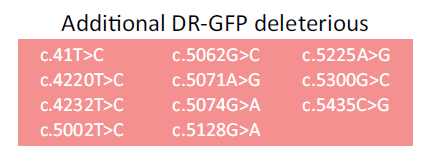 Additional DR-GFP deleterious
c.41T>C c.5062G>C c.5225A>G
c.4220T>C c.5071A>G c.5300G>C
c.4232T>C c.5074G>A c.5435C>G
c.5002T>C c.5128G>A